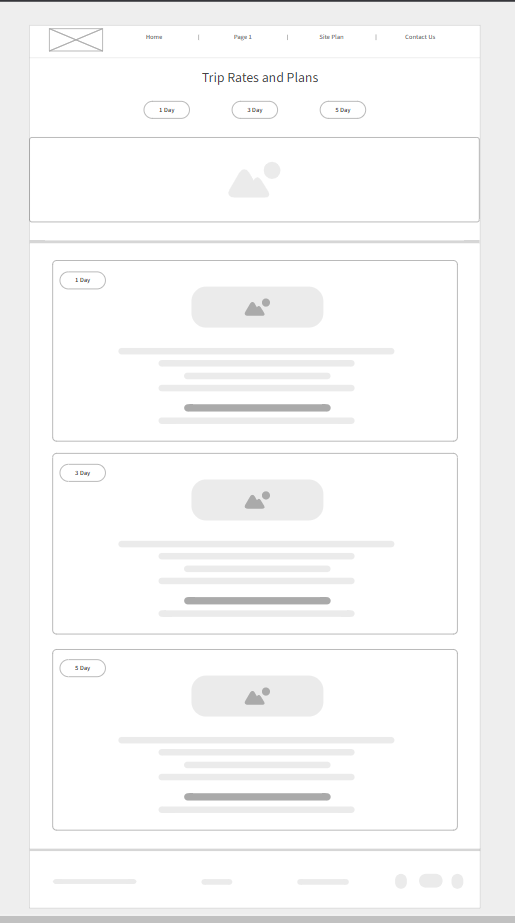 Home | Page 1 | Site Plan | Contact Us
Trip Rates and Plans
1 Day 3 Day 5 Day
1 Day
3 Day
5 Day